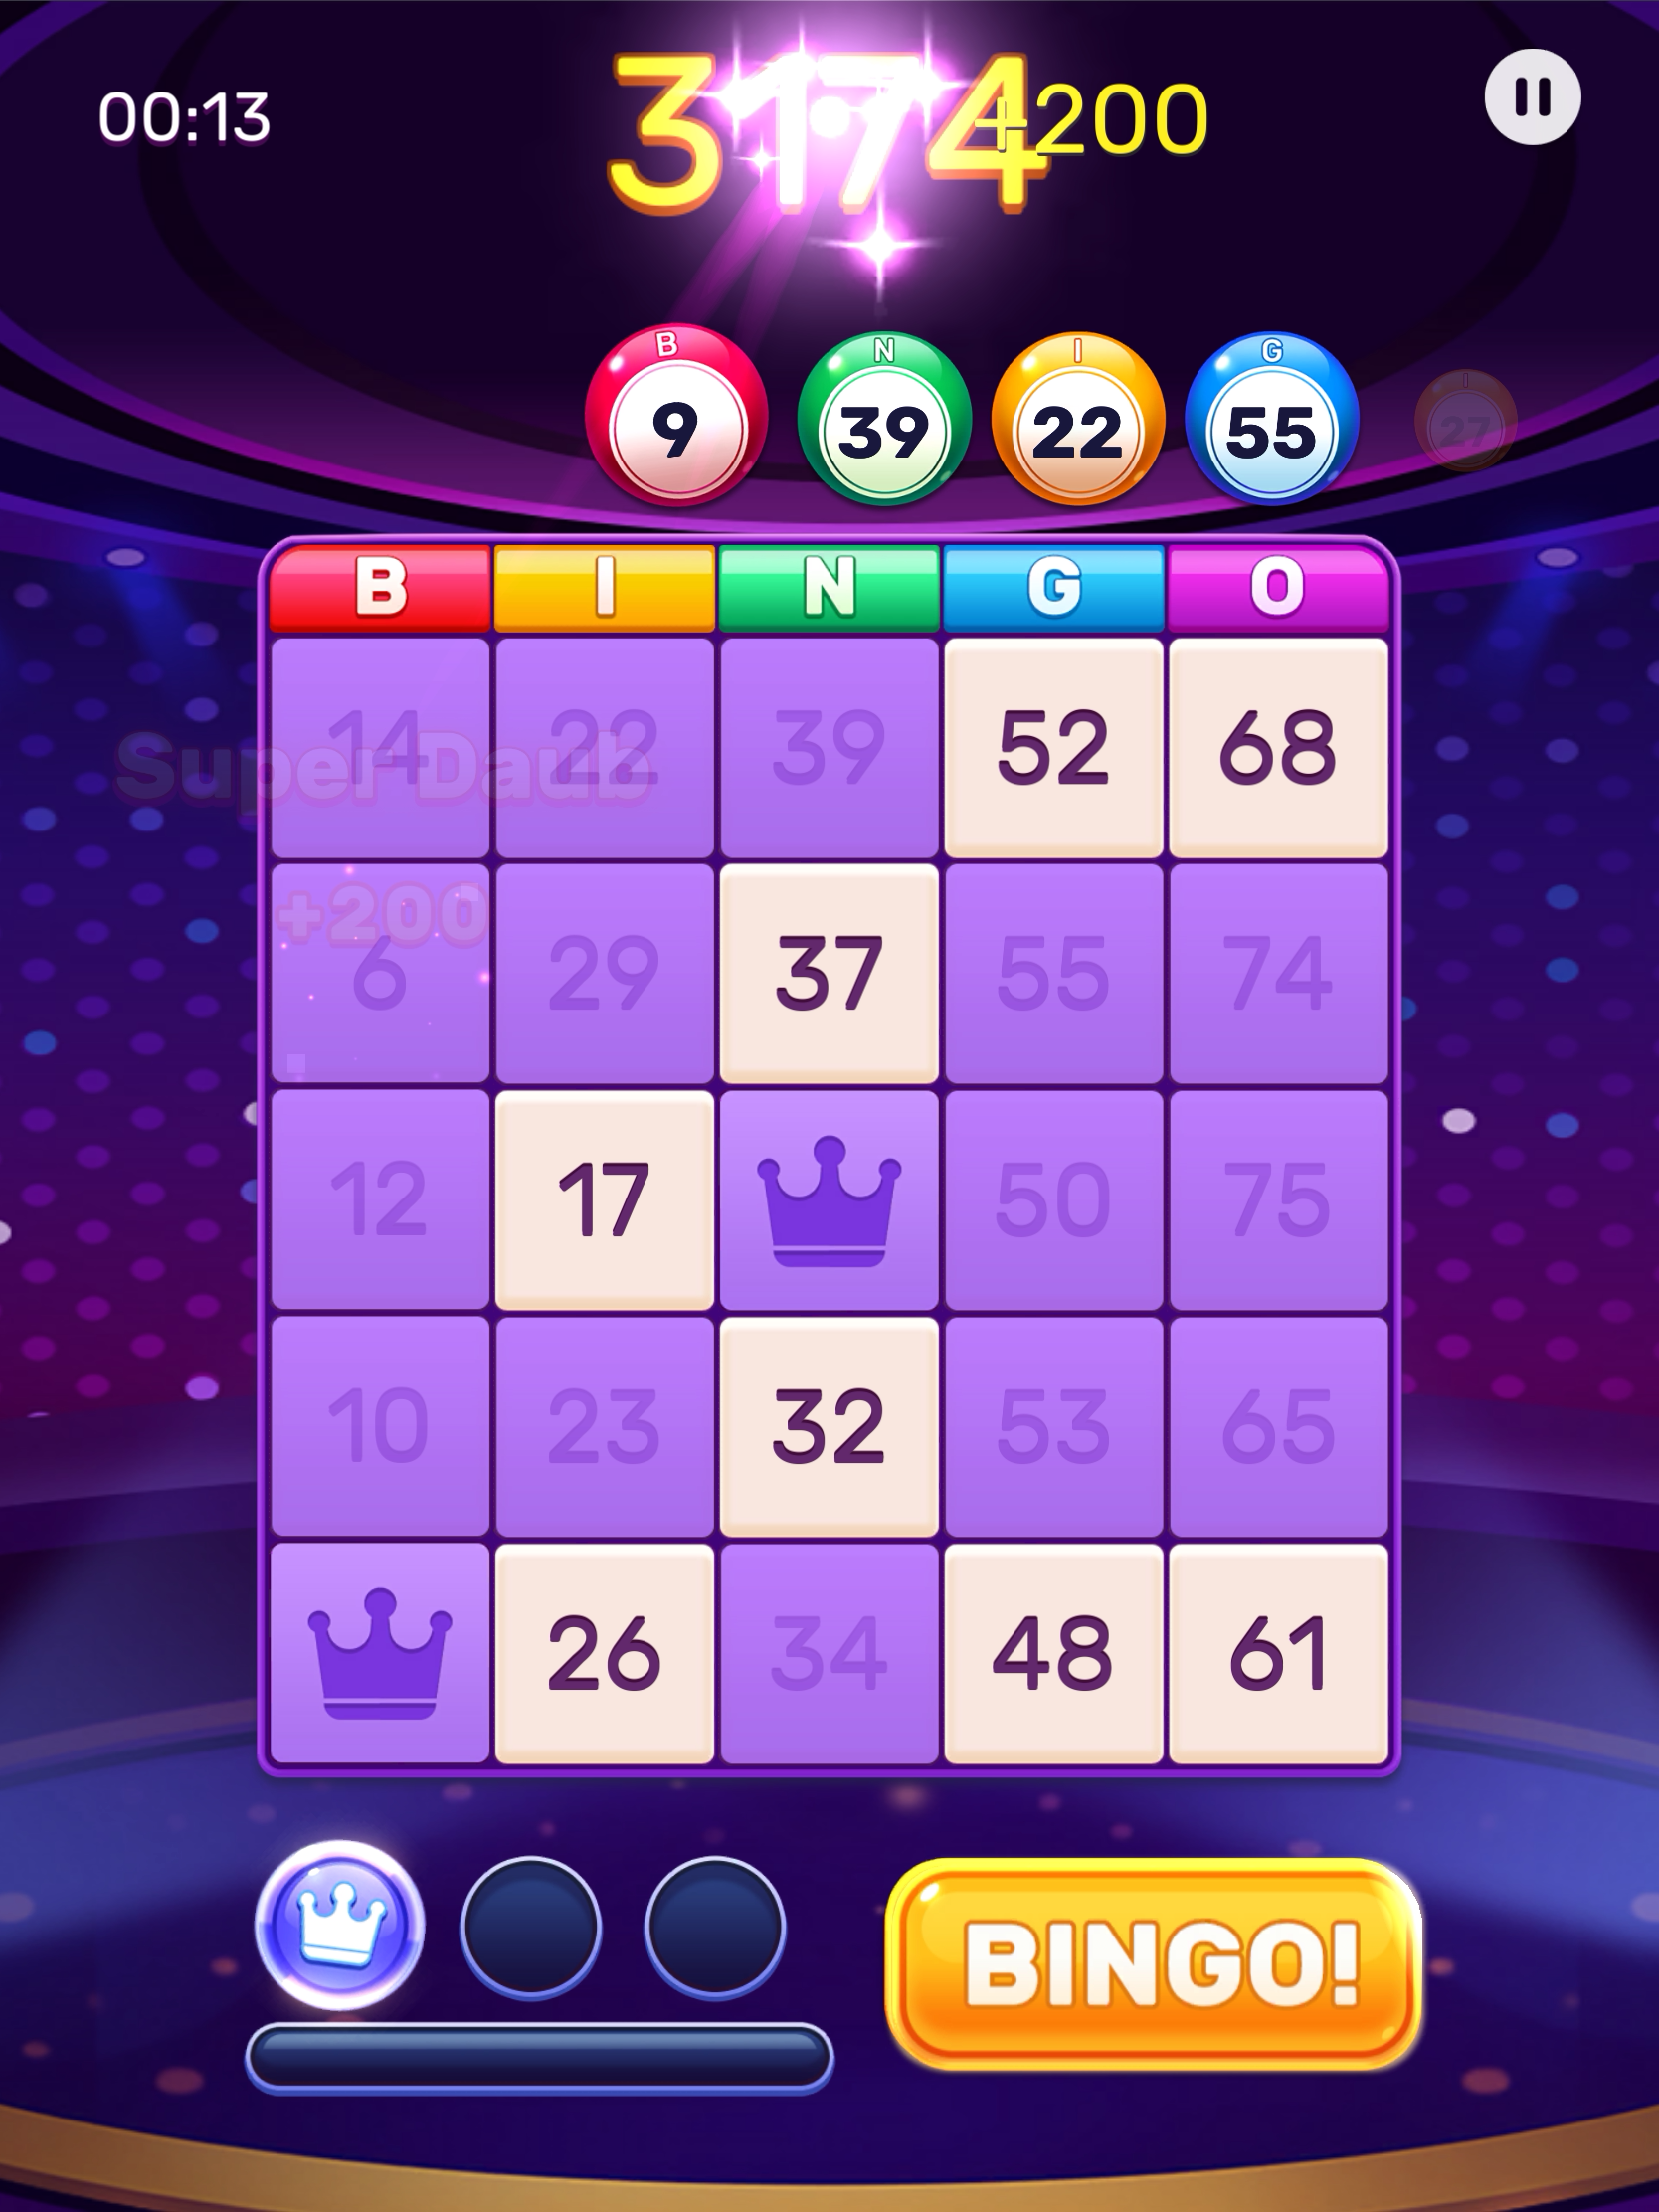 00:13 3174 +200
B N I G I
9 39 22 55 27
B I N G O
14 22 39 52 68
Super Daub
+200
6 29 37 55 74
12 17 50 75
10 23 32 53 65
26 34 48 61
BINGO!